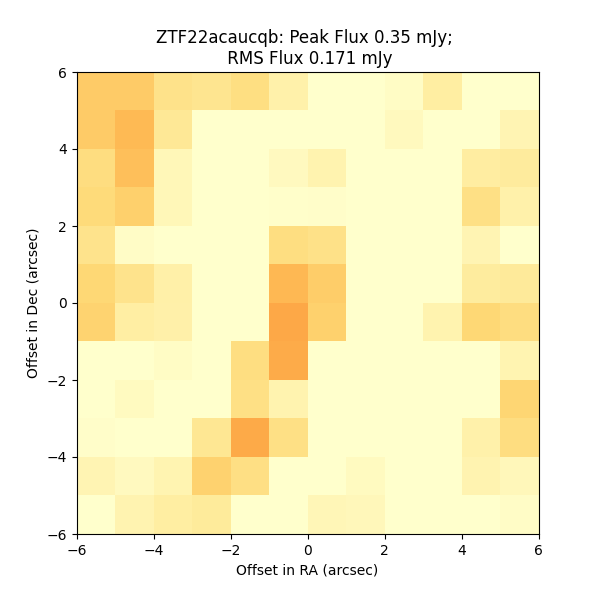 ZTF22acaucqb: Peak Flux 0.35 mJy;
RMS Flux 0.171 mJy
6
4
2
0
−2
−4
−6
Offset in Dec (arcsec)
−6 −4 −2 0 2 4 6
Offset in RA (arcsec)